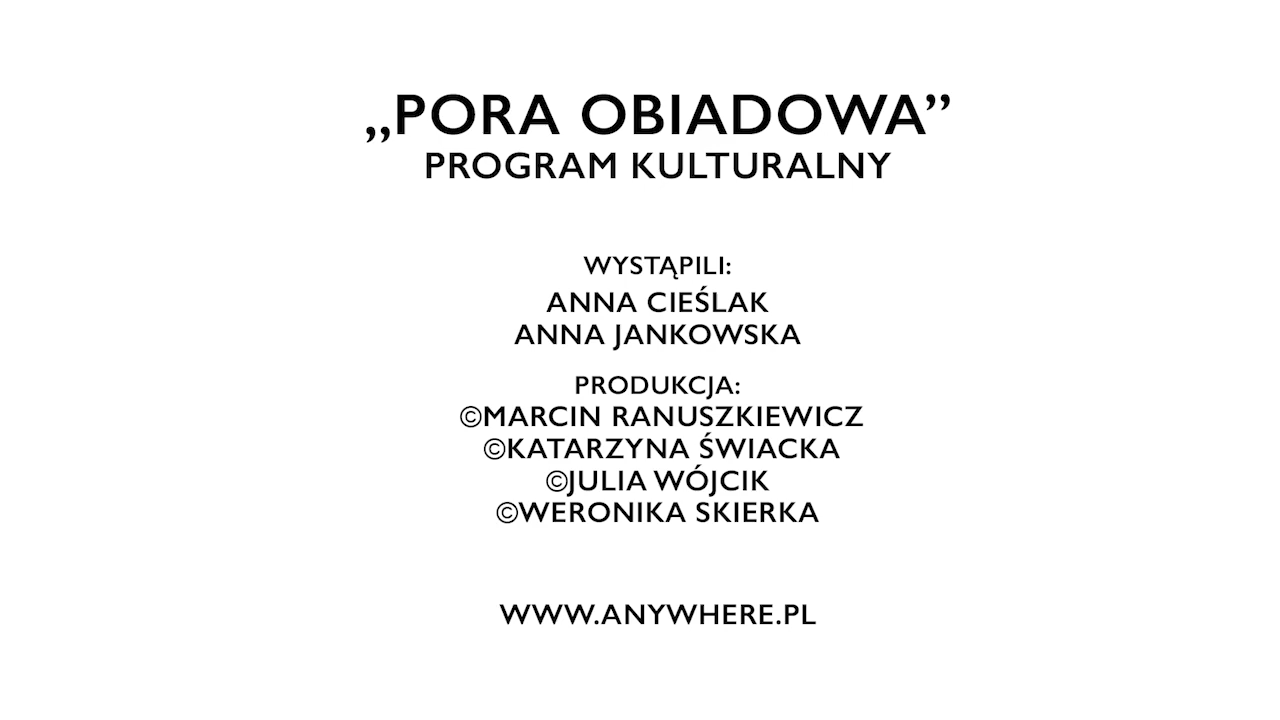 „PORA OBIADOWA”
PROGRAM KULTURALNY
WYSTĄPILI:
ANNA CIEŚLAK
ANNA JANKOWSKA
PRODUKCJA:
©MARCIN RANUSZKIEWICZ
©KATARZYNA ŚWIACKA
©JULIA WÓJCIK
©WERONIKA SKIERKA
WWW.ANYWHERE.PL